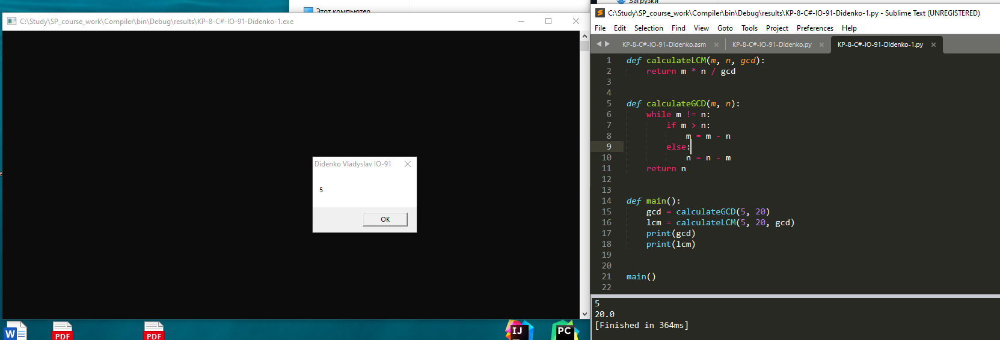 Этот компьютер
C:\Study\SP_course_work\Compiler\bin\Debug\results\KP-8-C#-IO-91-Didenko-1.exe
Didenko Vladyslav IO-91
5
OK
W
PDF
PDF
IJ
PC
Загрузки
C:\Study\SP_course_work\Compiler\bin\Debug\results\KP-8-C#-IO-91-Didenko-1.py - Sublime Text (UNREGISTERED)
File Edit Selection Find View Goto Tools Project Preferences Help
KP-8-C#-IO-91-Didenko.asm KP-8-C#-IO-91-Didenko.py KP-8-C#-IO-91-Didenko-1.py
1 def calculateLCM(m, n, gcd):
2     return m * n / gcd
3
4
5 def calculateGCD(m, n):
6     while m != n:
7         if m > n:
8             m = m - n
9         else:
10             n = n - m
11     return n
12
13
14 def main():
15     gcd = calculateGCD(5, 20)
16     lcm = calculateLCM(5, 20, gcd)
17     print(gcd)
18     print(lcm)
19
20
21 main()
22
5
20.0
[Finished in 364ms]